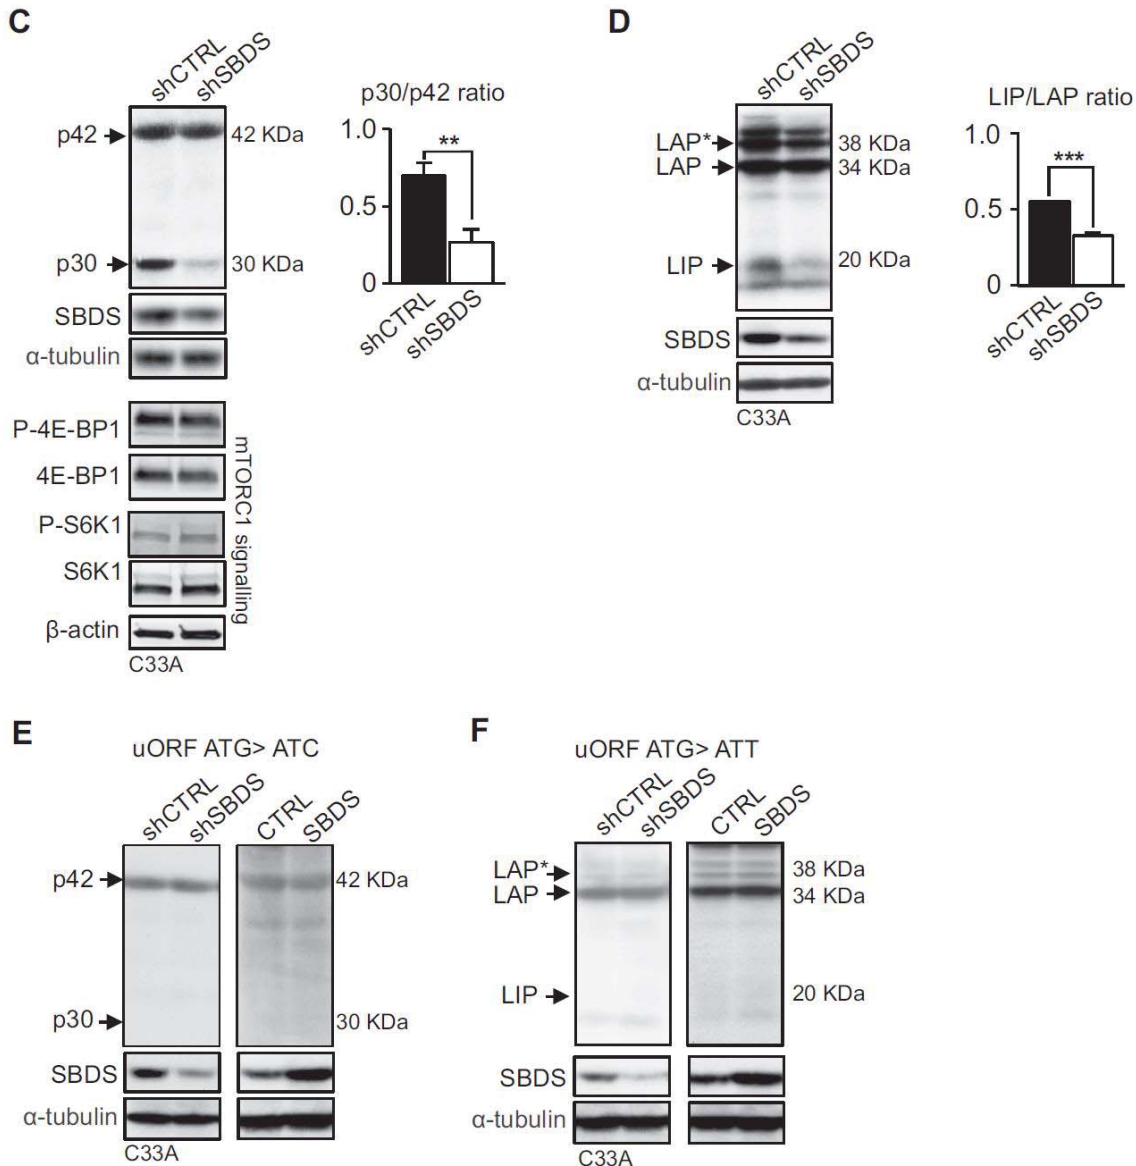 C
shCTRL
shSBDS
p42
42 KDa
p30
30 KDa
SBDS
α-tubulin
P-4E-BP1
4E-BP1
P-S6K1
S6K1
β-actin
mTORC1 signalling
C33A
p30/p42 ratio
1.0
**
0.5
0
shCTRL
shSBDS
D
shCTRL
shSBDS
LAP*
38 KDa
LAP
34 KDa
LIP
20 KDa
SBDS
α-tubulin
C33A
LIP/LAP ratio
1.0
***
0.5
0
shCTRL
shSBDS
E
uORF ATG> ATC
shCTRL
shSBDS
CTRL
SBDS
p42
42 KDa
p30
30 KDa
SBDS
α-tubulin
C33A
F
uORF ATG> ATT
shCTRL
shSBDS
CTRL
SBDS
LAP*
38 KDa
LAP
34 KDa
LIP
20 KDa
SBDS
α-tubulin
C33A